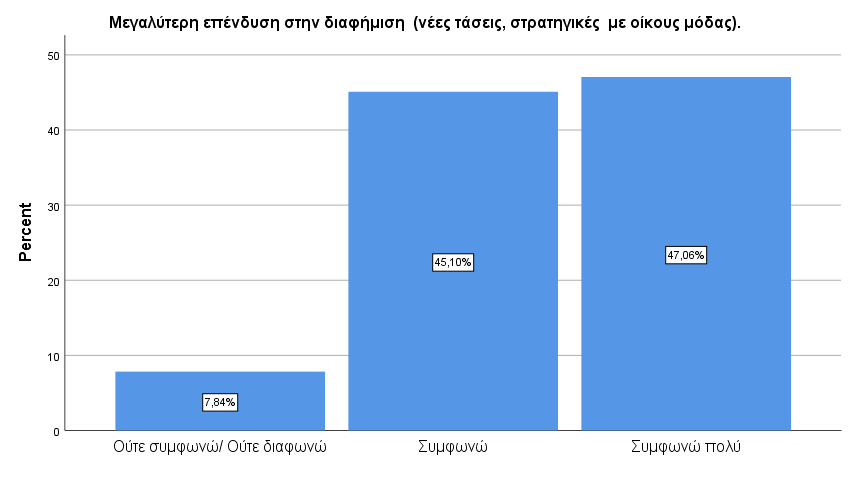 Μεγαλύτερη επένδυση στην διαφήμιση (νέες τάσεις, στρατηγικές με οίκους μόδας).
50
40
30
20
10
0
Percent
7,84%
45,10%
47,06%
Ούτε συμφωνώ/ Ούτε διαφωνώ
Συμφωνώ
Συμφωνώ πολύ